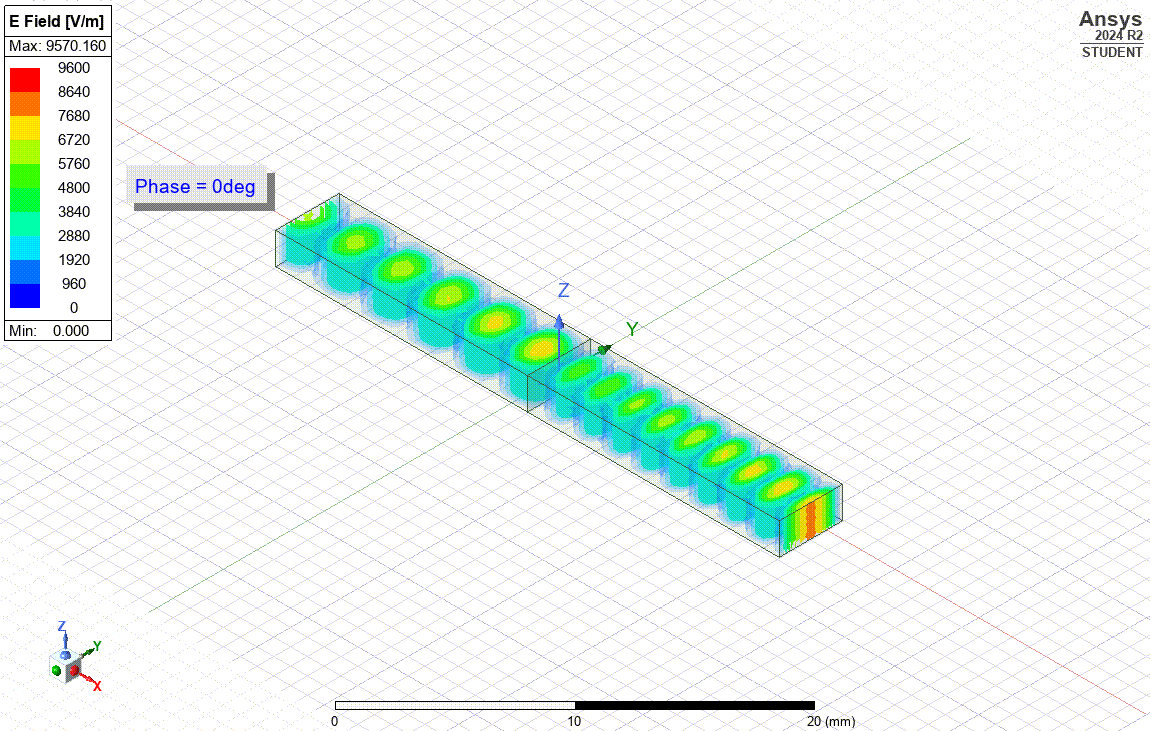 E Field [V/m]
Max: 9570.160
9600
8640
7680
6720
5760
4800
3840
2880
1920
960
0
Min: 0.000
Ansys
2024 R2
STUDENT
Phase = 0deg
Z
Y
Z
Y
X
0 10 20 (mm)